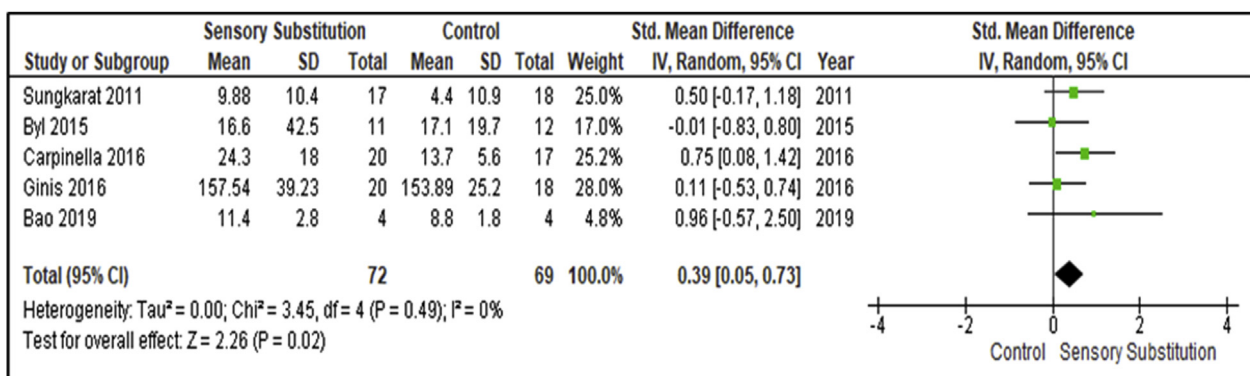 Sensory Substitution Control Std. Mean Difference Std. Mean Difference
Study or Subgroup Mean SD Total Mean SD Total Weight IV, Random, 95% CI Year IV, Random, 95% CI
Sungkarat 2011 9.88 10.4 17 4.4 10.9 18 25.0% 0.50 [-0.17, 1.18] 2011
Byl 2015 16.6 42.5 11 17.1 19.7 12 17.0% -0.01 [-0.83, 0.80] 2015
Carpinella 2016 24.3 18 20 13.7 5.6 17 25.2% 0.75 [0.08, 1.42] 2016
Ginis 2016 157.54 39.23 20 153.89 25.2 18 28.0% 0.11 [-0.53, 0.74] 2016
Bao 2019 11.4 2.8 4 8.8 1.8 4 4.8% 0.96 [-0.57, 2.50] 2019
Total (95% CI) 72 69 100.0% 0.39 [0.05, 0.73]
Heterogeneity: Tau² = 0.00; Chi² = 3.45, df = 4 (P = 0.49); I² = 0%
Test for overall effect: Z = 2.26 (P = 0.02)
-4 -2 0 2 4
Control Sensory Substitution